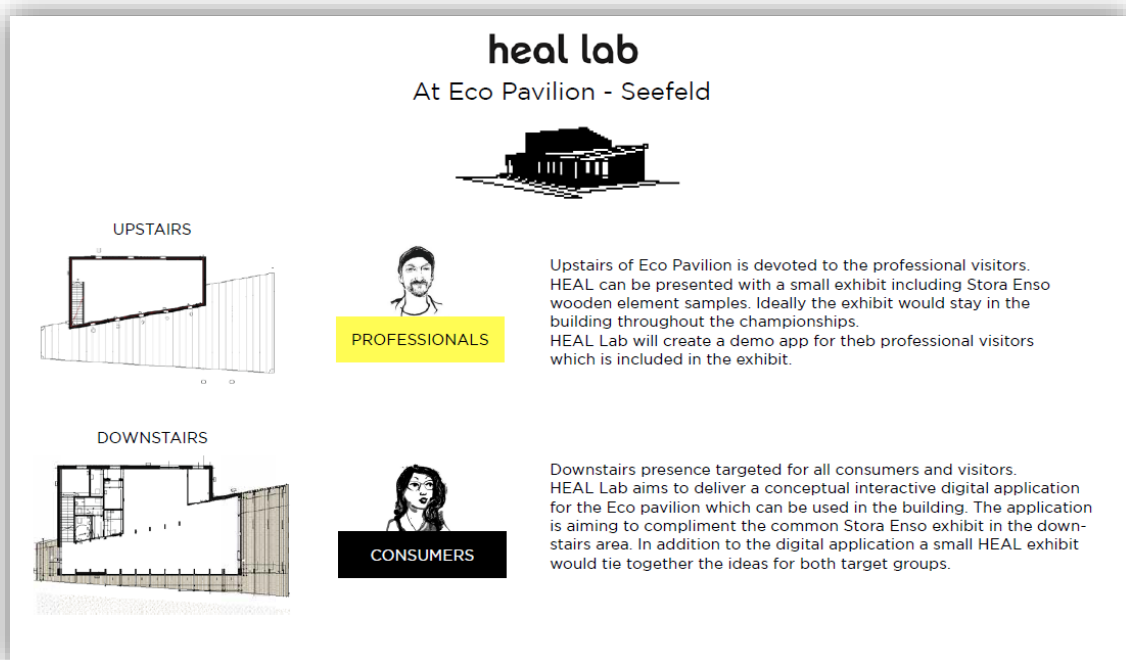 heal lab
At Eco Pavilion - Seefeld
UPSTAIRS
PROFESSIONALS
Upstairs of Eco Pavilion is devoted to the professional visitors.
HEAL can be presented with a small exhibit including Stora Enso
wooden element samples. Ideally the exhibit would stay in the
building throughout the championships.
HEAL Lab will create a demo app for theb professional visitors
which is included in the exhibit.
DOWNSTAIRS
CONSUMERS
Downstairs presence targeted for all consumers and visitors.
HEAL Lab aims to deliver a conceptual interactive digital application
for the Eco pavilion which can be used in the building. The application
is aiming to compliment the common Stora Enso exhibit in the down-
stairs area. In addition to the digital application a small HEAL exhibit
would tie together the ideas for both target groups.